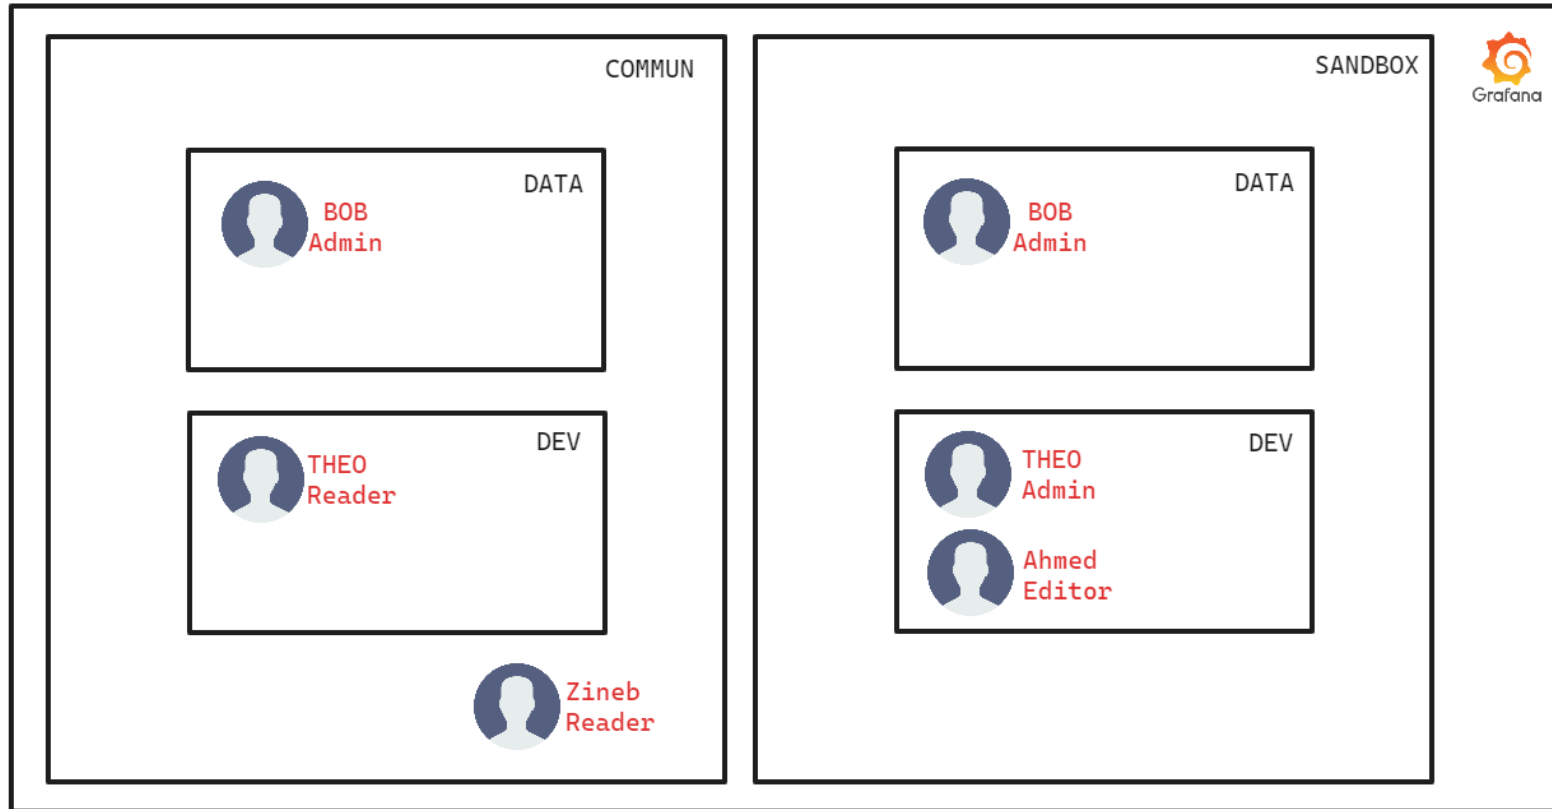 COMMUN
DATA
BOB
Admin
DEV
THEO
Reader
Zineb
Reader
SANDBOX
DATA
BOB
Admin
DEV
THEO
Admin
Ahmed
Editor
Grafana